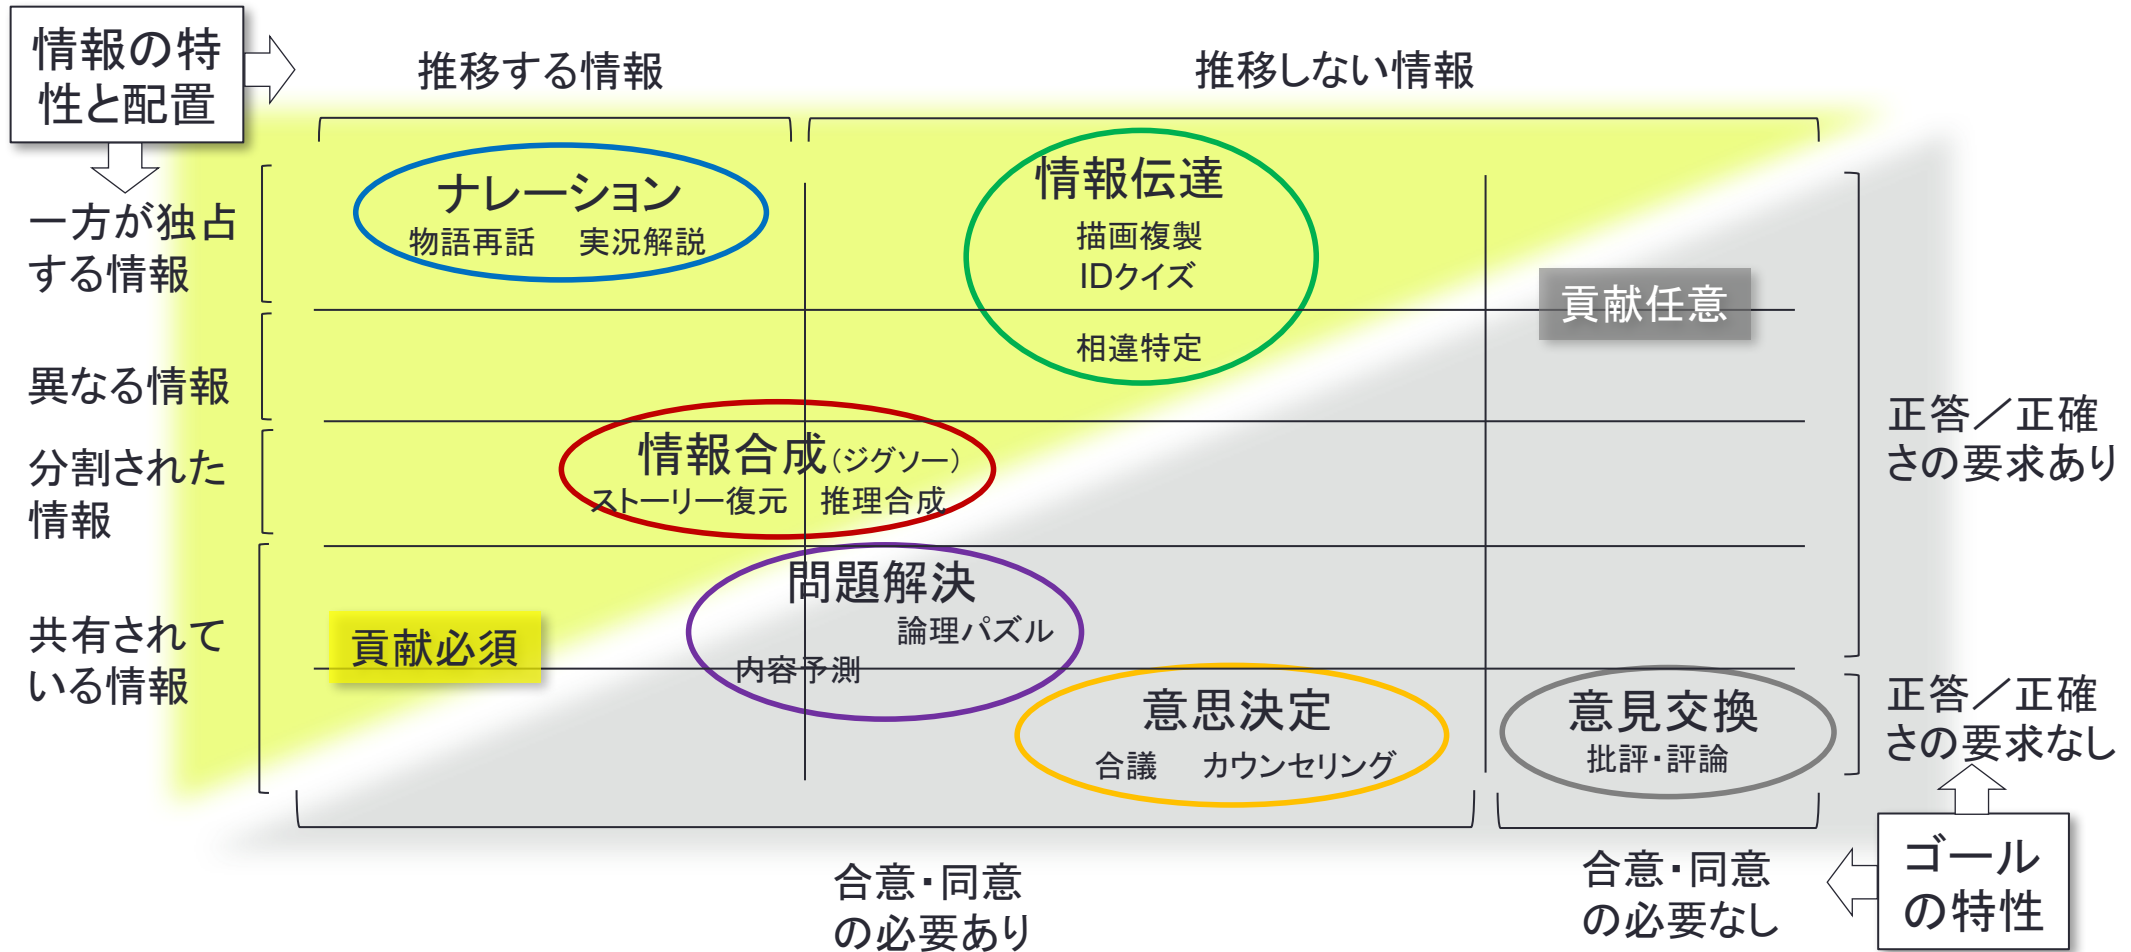 情報の特
性と配置
推移する情報
推移しない情報
一方が独占
する情報
ナレーション
物語再話 実況解説
情報伝達
描画複製
IDクイズ
貢献任意
異なる情報
相違特定
正答／正確
さの要求あり
分割された
情報
情報合成（ジグソー）
ストーリー復元 推理合成
共有されて
いる情報
貢献必須
問題解決
論理パズル
内容予測
意思決定
合議 カウンセリング
意見交換
批評・評論
正答／正確
さの要求なし
合意・同意
の必要あり
合意・同意
の必要なし
ゴール
の特性